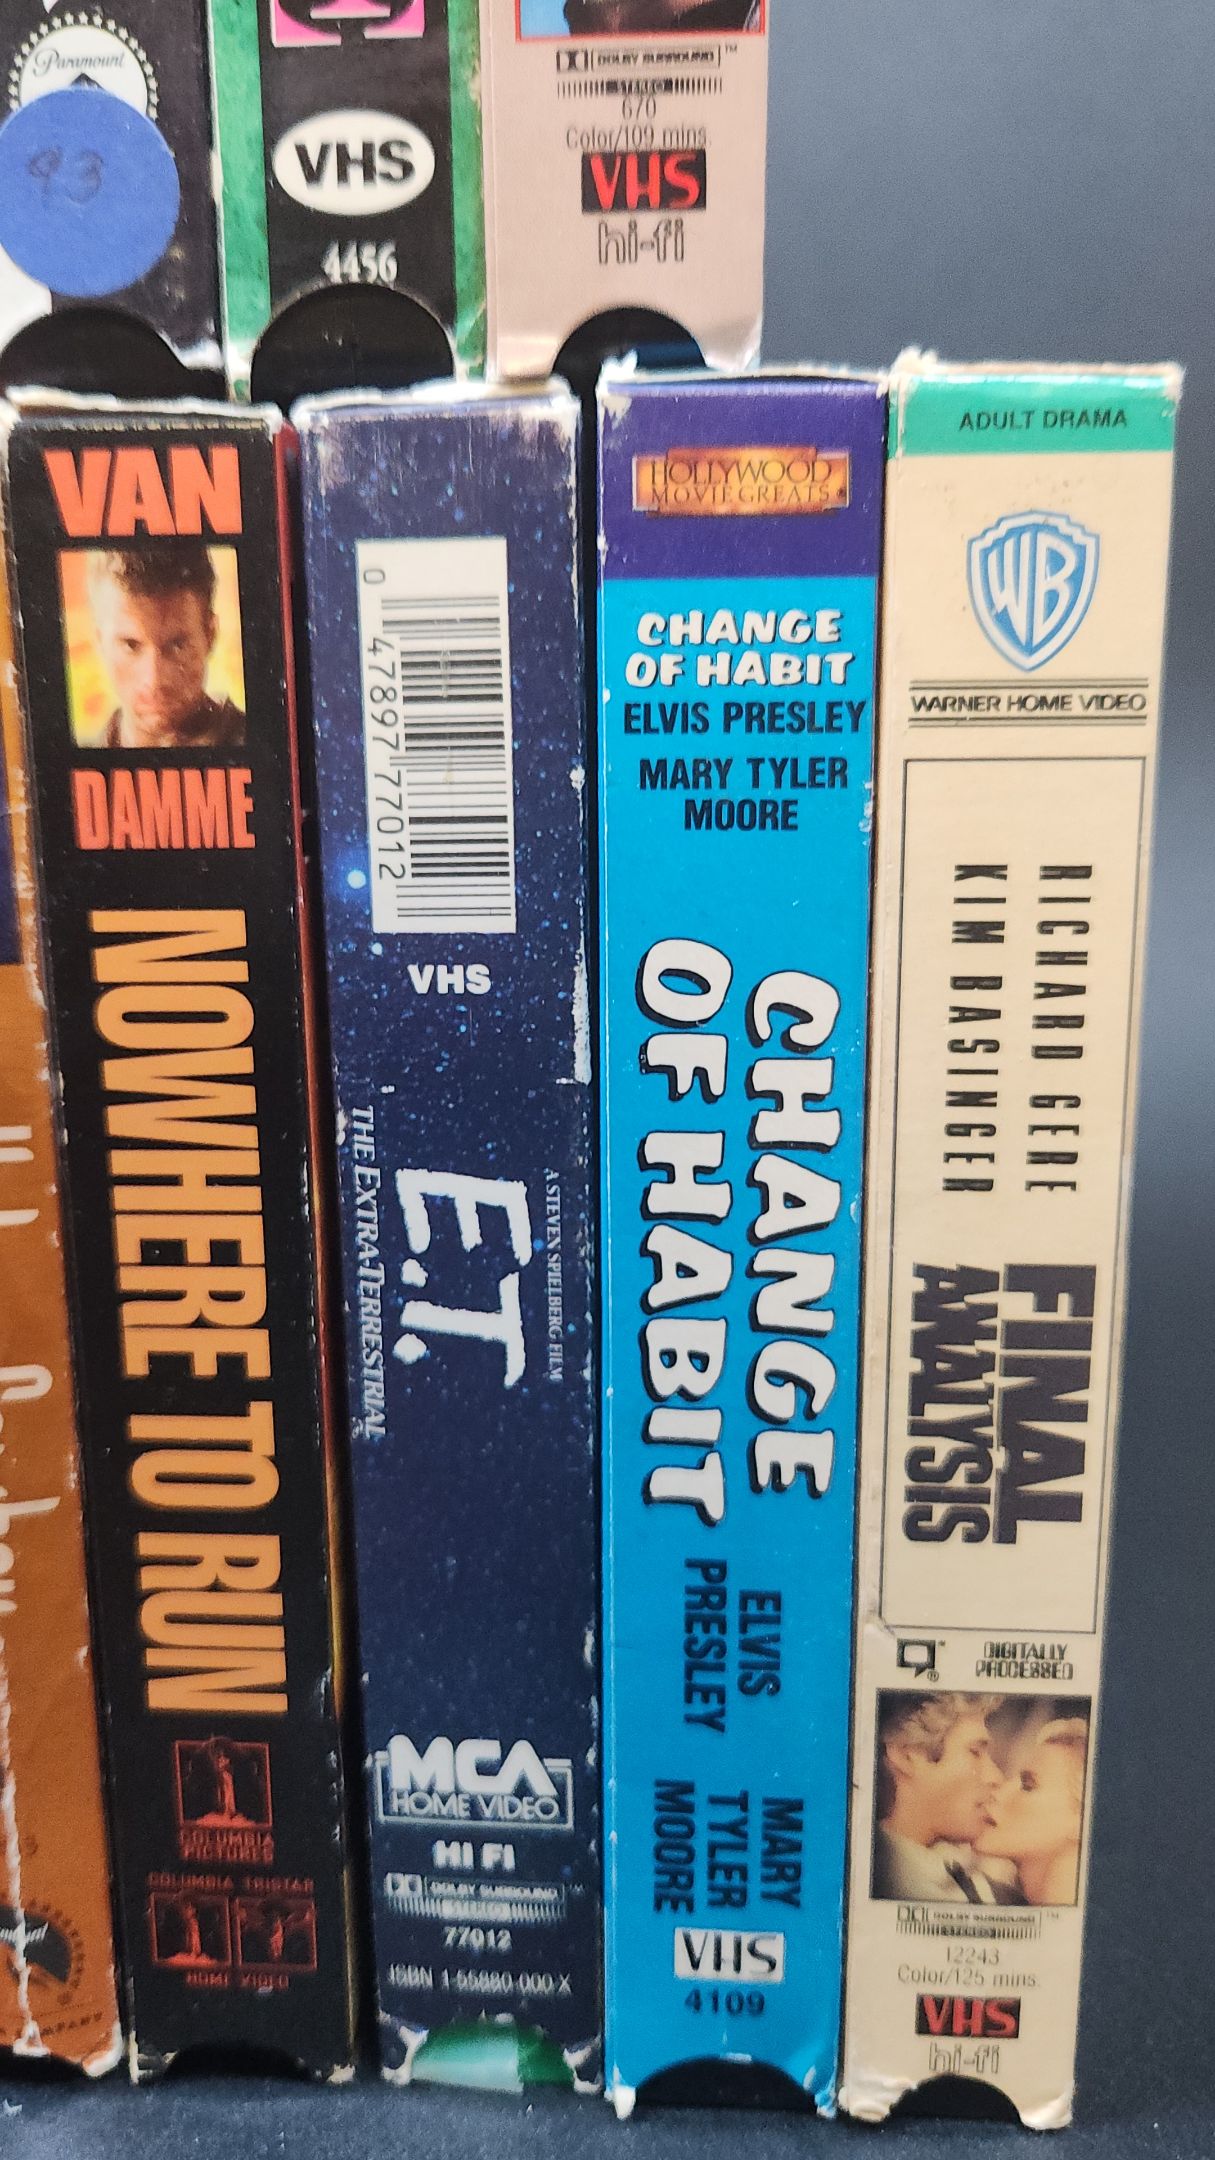 Paramount
93
VHS
4456
DOLBY SURROUND
STEREO
670
Color/109 mins.
VHS
hi-fi
VAN
DAMME
NOWHERE TO RUN
COLUMBIA
PICTURES
COLUMBIA TRISTAR
HOME VIDEO
0 47897 77012
VHS
A STEVEN SPIELBERG FILM
E.T.
THE EXTRA-TERRESTRIAL
MCA
HOME VIDEO
HI FI
DOLBY SURROUND
STEREO
77012
ISBN 1-55880-000-X
HOLLYWOOD
MOVIE GREATS
CHANGE
OF HABIT
ELVIS PRESLEY
MARY TYLER
MOORE
CHANGE
OF HABIT
ELVIS
PRESLEY
MARY
TYLER
MOORE
VHS
4109
ADULT DRAMA
WB
WARNER HOME VIDEO
RICHARD GERE
KIM BASINGER
FINAL
ANALYSIS
DIGITALLY
PROCESSED
DOLBY SURROUND
STEREO
12243
Color/125 mins.
VHS
hi-fi